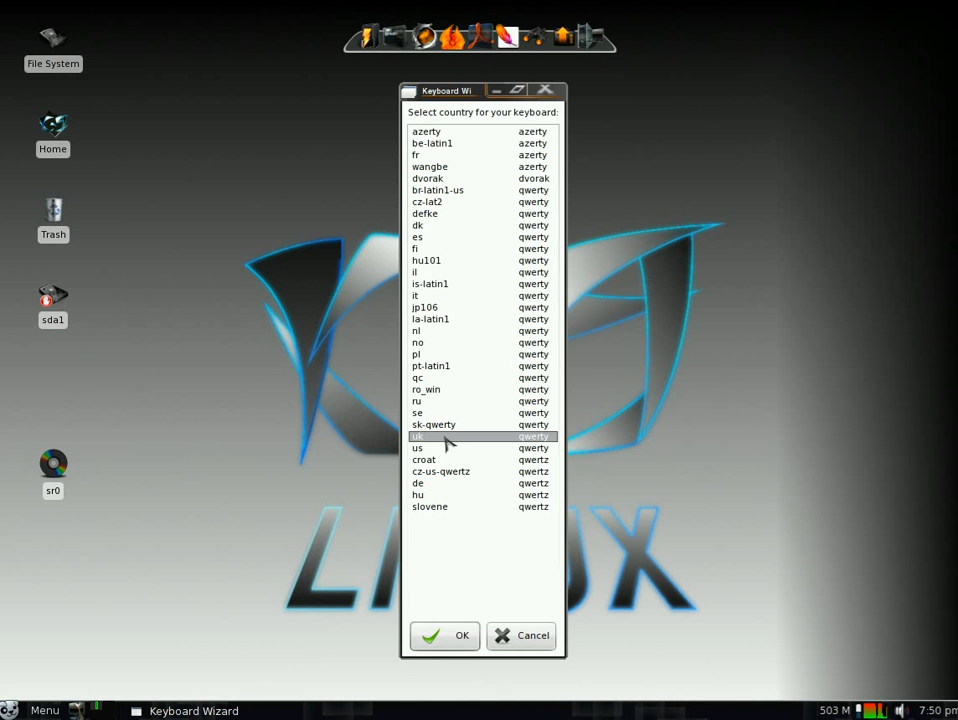 File System
Home
Trash
sda1
sr0
Keyboard Wi
Select country for your keyboard:
azerty azerty
be-latin1 azerty
fr azerty
wangbe azerty
dvorak dvorak
br-latin1-us qwerty
cz-lat2 qwerty
defke qwerty
dk qwerty
es qwerty
fi qwerty
hu101 qwerty
il qwerty
is-latin1 qwerty
it qwerty
jp106 qwerty
la-latin1 qwerty
nl qwerty
no qwerty
pl qwerty
pt-latin1 qwerty
qc qwerty
ro_win qwerty
ru qwerty
se qwerty
sk-qwerty qwerty
uk qwerty
us qwerty
croat qwertz
cz-us-qwertz qwertz
de qwertz
hu qwertz
slovene qwertz
OK Cancel
Menu Keyboard Wizard 503 M 7:50 pm